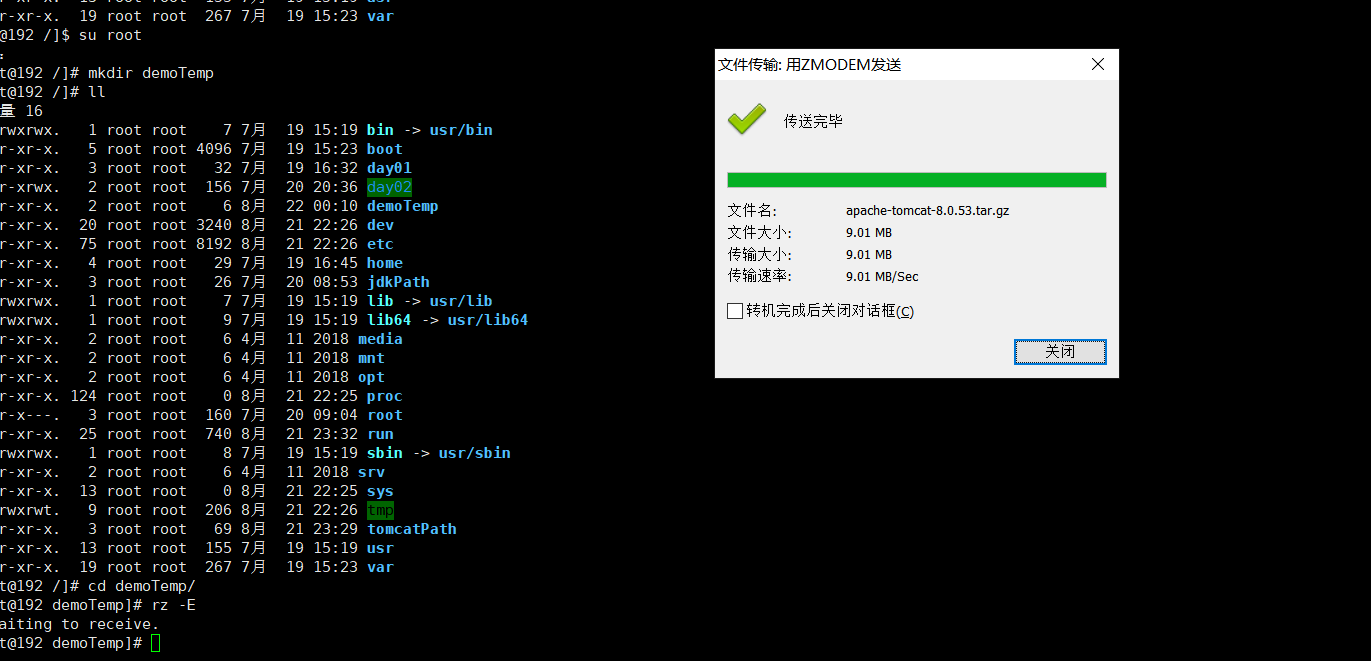 r-xr-x.  19 root root  267 7月  19 15:23 var
@192 /]$ su root
:
t@192 /]# mkdir demoTemp
t@192 /]# ll
量 16
rwxrwx.   1 root root    7 7月  19 15:19 bin -> usr/bin
r-xr-x.   5 root root 4096 7月  19 15:23 boot
r-xr-x.   3 root root   32 7月  19 16:32 day01
r-xrwx.   2 root root  156 7月  20 20:36 day02
r-xr-x.   2 root root    6 8月  22 00:10 demoTemp
r-xr-x.  20 root root 3240 8月  21 22:26 dev
r-xr-x.  75 root root 8192 8月  21 22:26 etc
r-xr-x.   4 root root   29 7月  19 16:45 home
r-xr-x.   3 root root   26 7月  20 08:53 jdkPath
rwxrwx.   1 root root    7 7月  19 15:19 lib -> usr/lib
rwxrwx.   1 root root    9 7月  19 15:19 lib64 -> usr/lib64
r-xr-x.   2 root root    6 4月  11 2018 media
r-xr-x.   2 root root    6 4月  11 2018 mnt
r-xr-x.   2 root root    6 4月  11 2018 opt
r-xr-x. 124 root root    0 8月  21 22:25 proc
r-x---.   3 root root  160 7月  20 09:04 root
r-xr-x.  25 root root  740 8月  21 23:32 run
rwxrwx.   1 root root    8 7月  19 15:19 sbin -> usr/sbin
r-xr-x.   2 root root    6 4月  11 2018 srv
r-xr-x.  13 root root    0 8月  21 22:25 sys
rwxrwt.   9 root root  206 8月  21 22:26 tmp
r-xr-x.   3 root root   69 8月  21 23:29 tomcatPath
r-xr-x.  13 root root  155 7月  19 15:19 usr
r-xr-x.  19 root root  267 7月  19 15:23 var
t@192 /]# cd demoTemp/
t@192 demoTemp]# rz -E
aiting to receive.
t@192 demoTemp]#
文件传输: 用ZMODEM发送
传送完毕
文件名: apache-tomcat-8.0.53.tar.gz
文件大小: 9.01 MB
传输大小: 9.01 MB
传输速率: 9.01 MB/Sec
转机完成后关闭对话框(C)
关闭